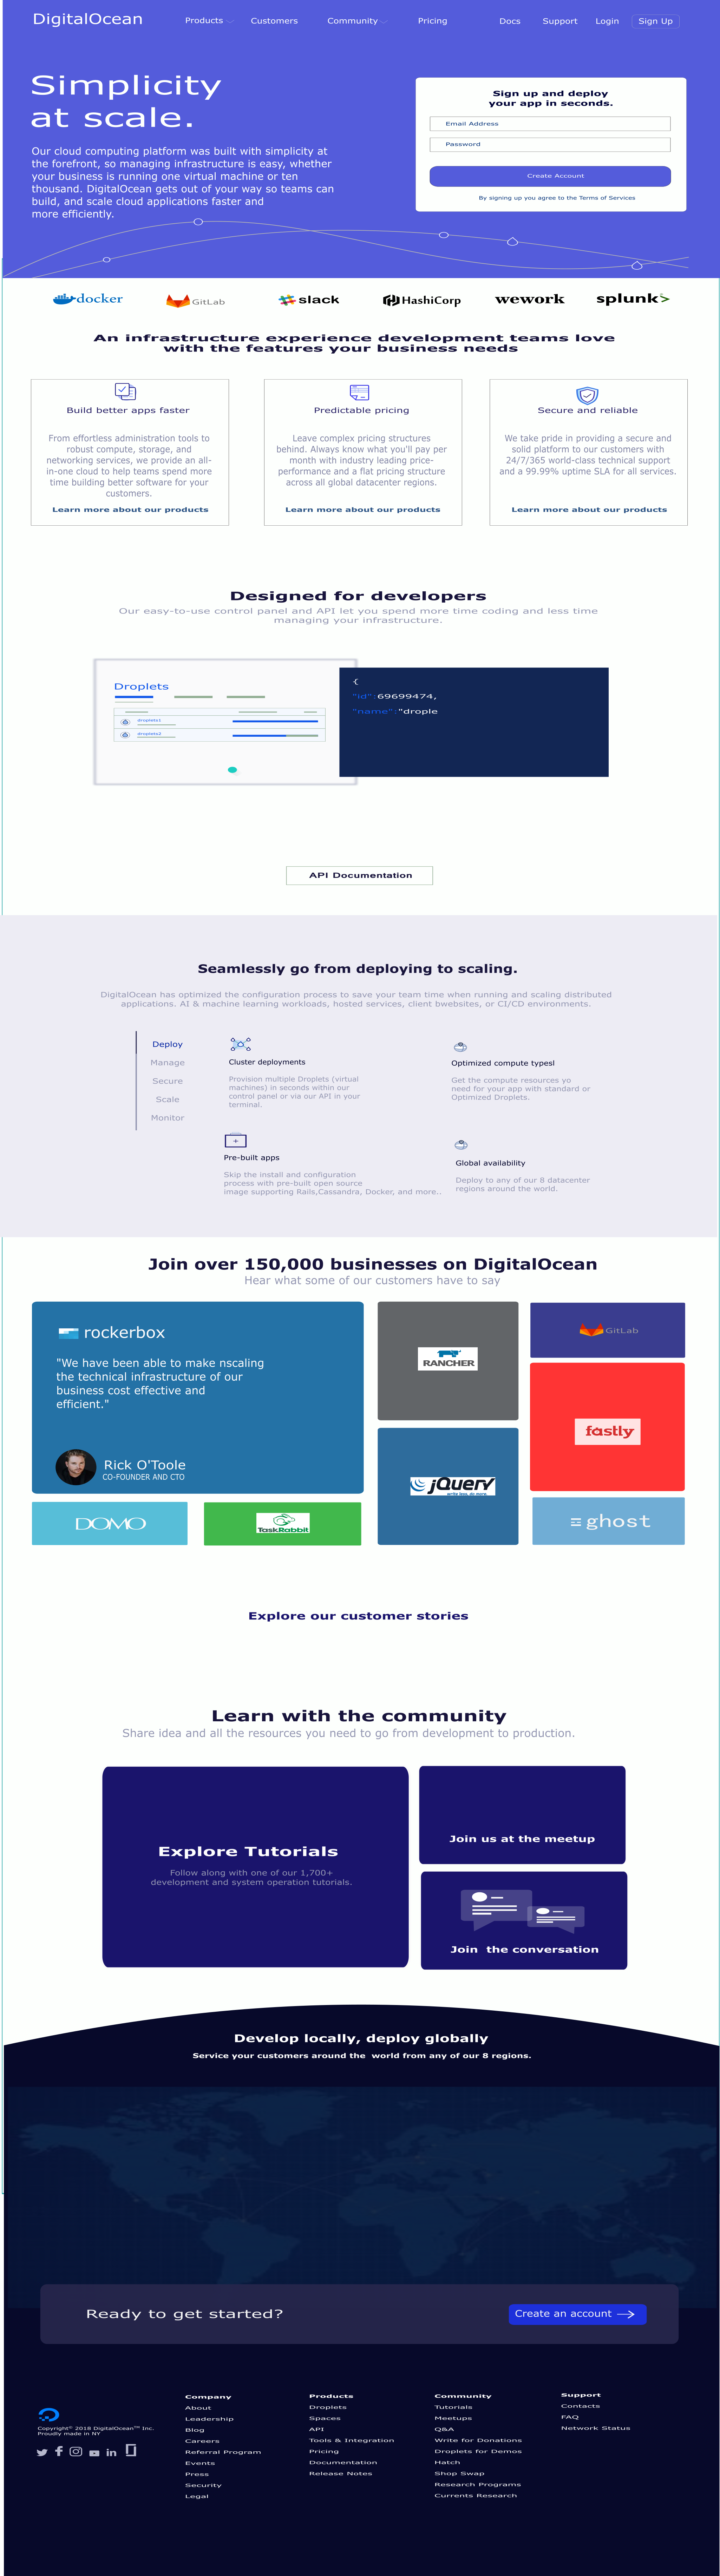 DigitalOcean
Products
Customers
Community
Pricing
Docs
Support
Login
Sign Up
Simplicity
at scale.
Our cloud computing platform was built with simplicity at
the forefront, so managing infrastructure is easy, whether
your business is running one virtual machine or ten
thousand. DigitalOcean gets out of your way so teams can
build, and scale cloud applications faster and
more efficiently.
Sign up and deploy
your app in seconds.
Email Address
Password
Create Account
By signing up you agree to the Terms of Services
docker
GitLab
slack
HashiCorp
wework
splunk>
An infrastructure experience development teams love
with the features your business needs
Build better apps faster
From effortless administration tools to
robust compute, storage, and
networking services, we provide an all-
in-one cloud to help teams spend more
time building better software for your
customers.
Learn more about our products
Predictable pricing
Leave complex pricing structures
behind. Always know what you'll pay per
month with industry leading price-
performance and a flat pricing structure
across all global datacenter regions.
Learn more about our products
Secure and reliable
We take pride in providing a secure and
solid platform to our customers with
24/7/365 world-class technical support
and a 99.99% uptime SLA for all services.
Learn more about our products
Designed for developers
Our easy-to-use control panel and API let you spend more time coding and less time
managing your infrastructure.
Droplets
droplets1
droplets2
{
"id":69699474,
"name":"drople
API Documentation
Seamlessly go from deploying to scaling.
DigitalOcean has optimized the configuration process to save your team time when running and scaling distributed
applications. AI & machine learning workloads, hosted services, client bwebsites, or CI/CD environments.
Deploy
Manage
Secure
Scale
Monitor
Cluster deployments
Provision multiple Droplets (virtual
machines) in seconds within our
control panel or via our API in your
terminal.
Optimized compute typesl
Get the compute resources yo
need for your app with standard or
Optimized Droplets.
Pre-built apps
Skip the install and configuration
process with pre-built open source
image supporting Rails,Cassandra, Docker, and more..
Global availability
Deploy to any of our 8 datacenter
regions around the world.
Join over 150,000 businesses on DigitalOcean
Hear what some of our customers have to say
rockerbox
"We have been able to make nscaling
the technical infrastructure of our
business cost effective and
efficient."
Rick O'Toole
CO-FOUNDER AND CTO
RANCHER
GitLab
fastly
jQuery
write less, do more.
DOMO
TaskRabbit
ghost
Explore our customer stories
Learn with the community
Share idea and all the resources you need to go from development to production.
Explore Tutorials
Follow along with one of our 1,700+
development and system operation tutorials.
Join us at the meetup
Join the conversation
Develop locally, deploy globally
Service your customers around the world from any of our 8 regions.
Ready to get started?
Create an account
Copyright© 2018 DigitalOcean™ Inc.
Proudly made in NY
Company
About
Leadership
Blog
Careers
Referral Program
Events
Press
Security
Legal
Products
Droplets
Spaces
API
Tools & Integration
Pricing
Documentation
Release Notes
Community
Tutorials
Meetups
Q&A
Write for Donations
Droplets for Demos
Hatch
Shop Swap
Research Programs
Currents Research
Support
Contacts
FAQ
Network Status